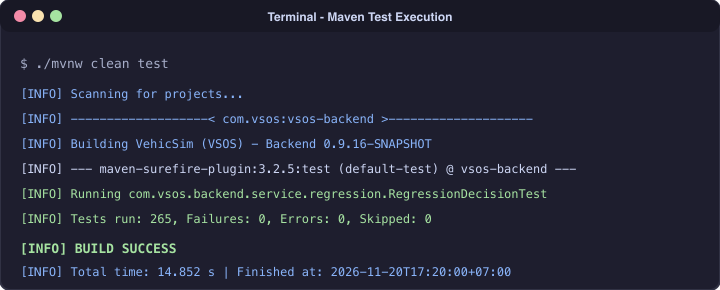 Terminal - Maven Test Execution
$ ./mvnw clean test
[INFO] Scanning for projects...
[INFO] -------------------< com.vsos:vsos-backend >--------------------
[INFO] Building VehicSim (VSOS) - Backend 0.9.16-SNAPSHOT
[INFO] --- maven-surefire-plugin:3.2.5:test (default-test) @ vsos-backend ---
[INFO] Running com.vsos.backend.service.regression.RegressionDecisionTest
[INFO] Tests run: 265, Failures: 0, Errors: 0, Skipped: 0
[INFO] BUILD SUCCESS
[INFO] Total time: 14.852 s | Finished at: 2026-11-20T17:20:00+07:00